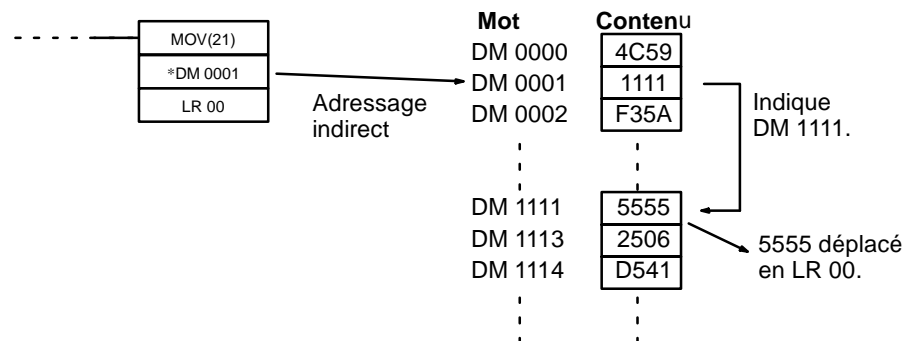 MOV(21)
*DM 0001
LR 00
Adressage
indirect
Mot Contenu
DM 0000 4C59
DM 0001 1111
DM 0002 F35A
Indique
DM 1111.
DM 1111 5555
DM 1113 2506
DM 1114 D541
5555 déplacé
en LR 00.